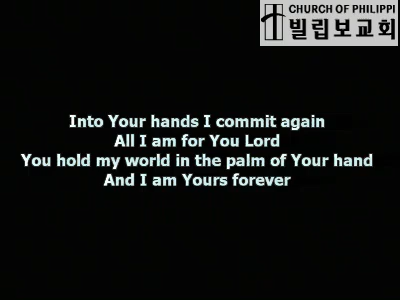 CHURCH OF PHILIPPI
빌립보교회
Into Your hands I commit again
All I am for You Lord
You hold my world in the palm of Your hand
And I am Yours forever